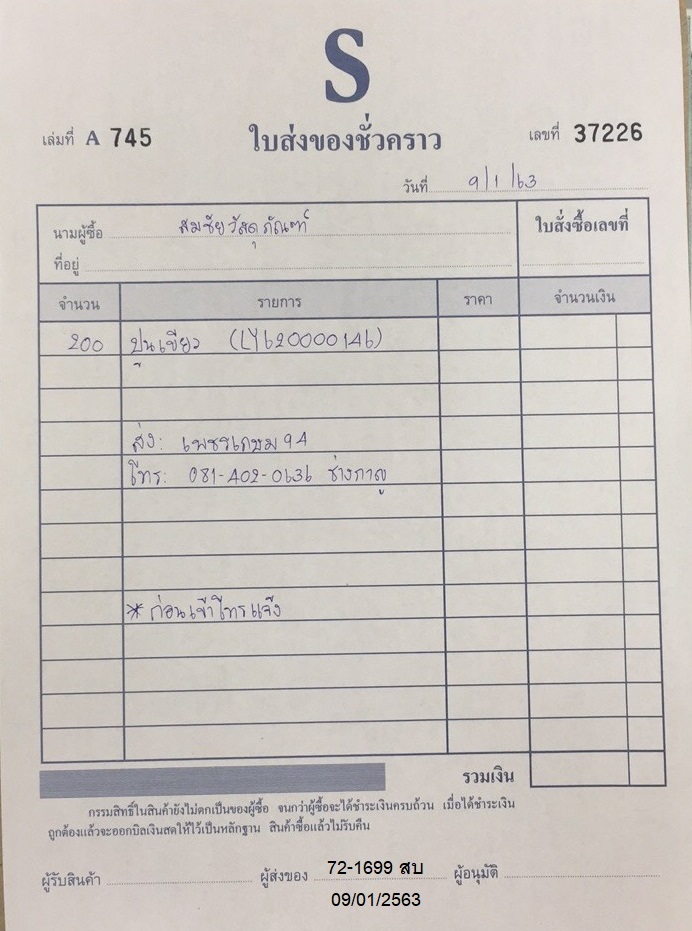 S
เล่มที่ A 745 ใบส่งของชั่วคราว เลขที่ 37226
วันที่ 9/1/63
นามผู้ซื้อ สมชัยวัสดุภัณฑ์ ใบสั่งซื้อเลขที่
ที่อยู่
จำนวน รายการ ราคา จำนวนเงิน
200 ปูนเขียว (LY620000146)
ส่ง: เพชรเกษม 94
โทร: 081-402-0636 ช่างกาญ
*ก่อนเข้าโทรแจ้ง
รวมเงิน
กรรมสิทธิ์ในสินค้ายังไม่ตกเป็นของผู้ซื้อ จนกว่าผู้ซื้อจะได้ชำระเงินครบถ้วน เมื่อได้ชำระเงิน
ถูกต้องแล้วจะออกบิลเงินสดให้ไว้เป็นหลักฐาน สินค้าซื้อแล้วไม่รับคืน
ผู้รับสินค้า ผู้ส่งของ 72-1699 สบ ผู้อนุมัติ
09/01/2563